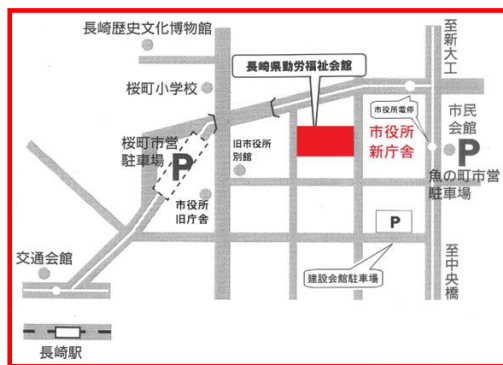 長崎歴史文化博物館
長崎県勤労福祉会館
至新大工
桜町小学校
市役所電停
市民
会館
桜町市営
駐車場
P
旧市役所
別館
市役所
新庁舎
P
魚の町市営
駐車場
市役所
旧庁舎
P
交通会館
建設会館駐車場
至中央橋
長崎駅